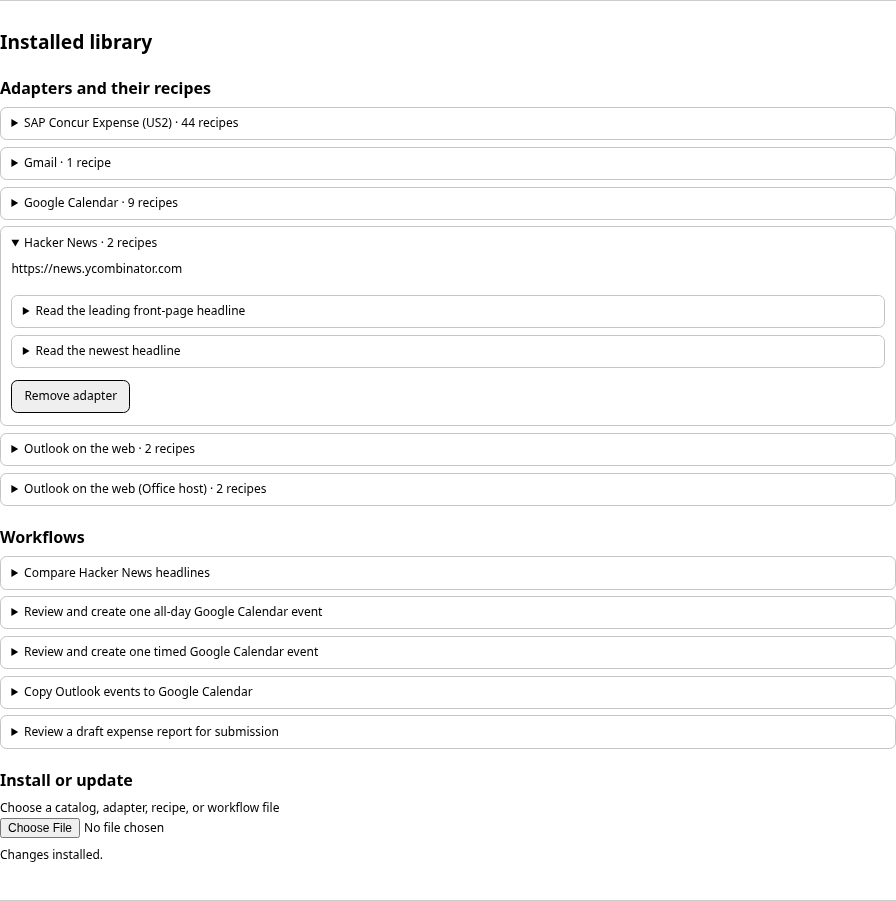 Installed library
Adapters and their recipes
SAP Concur Expense (US2) · 44 recipes
Gmail · 1 recipe
Google Calendar · 9 recipes
Hacker News · 2 recipes
https://news.ycombinator.com
Read the leading front-page headline
Read the newest headline
Remove adapter
Outlook on the web · 2 recipes
Outlook on the web (Office host) · 2 recipes
Workflows
Compare Hacker News headlines
Review and create one all-day Google Calendar event
Review and create one timed Google Calendar event
Copy Outlook events to Google Calendar
Review a draft expense report for submission
Install or update
Choose a catalog, adapter, recipe, or workflow file
Choose File No file chosen
Changes installed.